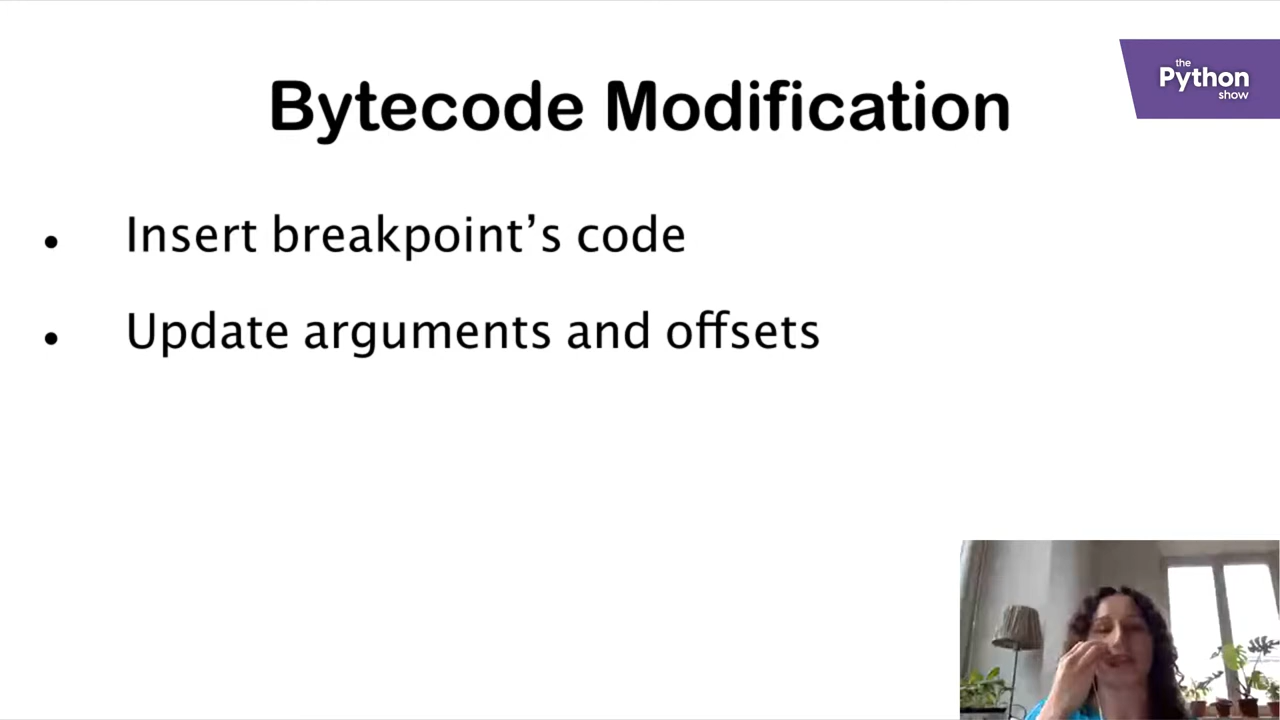 the
Python
show
Bytecode Modification
• Insert breakpoint’s code
• Update arguments and offsets